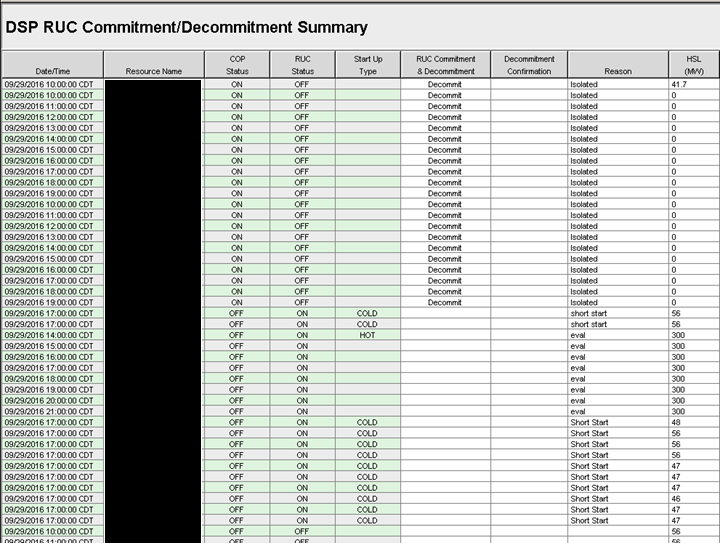 DSP RUC Commitment/Decommitment Summary
COP RUC Start Up RUC Commitment Decommitment HSL
Date/Time Resource Name Status Status Type & Decommitment Confirmation Reason (MW)
09/29/2016 10:00:00 CDT ON OFF Decommit Isolated 41.7
09/29/2016 10:00:00 CDT ON OFF Decommit Isolated 0
09/29/2016 11:00:00 CDT ON OFF Decommit Isolated 0
09/29/2016 12:00:00 CDT ON OFF Decommit Isolated 0
09/29/2016 13:00:00 CDT ON OFF Decommit Isolated 0
09/29/2016 14:00:00 CDT ON OFF Decommit Isolated 0
09/29/2016 15:00:00 CDT ON OFF Decommit Isolated 0
09/29/2016 16:00:00 CDT ON OFF Decommit Isolated 0
09/29/2016 17:00:00 CDT ON OFF Decommit Isolated 0
09/29/2016 18:00:00 CDT ON OFF Decommit Isolated 0
09/29/2016 19:00:00 CDT ON OFF Decommit Isolated 0
09/29/2016 10:00:00 CDT ON OFF Decommit Isolated 0
09/29/2016 11:00:00 CDT ON OFF Decommit Isolated 0
09/29/2016 12:00:00 CDT ON OFF Decommit Isolated 0
09/29/2016 13:00:00 CDT ON OFF Decommit Isolated 0
09/29/2016 14:00:00 CDT ON OFF Decommit Isolated 0
09/29/2016 15:00:00 CDT ON OFF Decommit Isolated 0
09/29/2016 16:00:00 CDT ON OFF Decommit Isolated 0
09/29/2016 17:00:00 CDT ON OFF Decommit Isolated 0
09/29/2016 18:00:00 CDT ON OFF Decommit Isolated 0
09/29/2016 19:00:00 CDT ON OFF Decommit Isolated 0
09/29/2016 17:00:00 CDT OFF ON COLD short start 56
09/29/2016 17:00:00 CDT OFF ON COLD short start 56
09/29/2016 14:00:00 CDT OFF ON HOT eval 300
09/29/2016 15:00:00 CDT OFF ON eval 300
09/29/2016 16:00:00 CDT OFF ON eval 300
09/29/2016 17:00:00 CDT OFF ON eval 300
09/29/2016 18:00:00 CDT OFF ON eval 300
09/29/2016 19:00:00 CDT OFF ON eval 300
09/29/2016 20:00:00 CDT OFF ON eval 300
09/29/2016 21:00:00 CDT OFF ON eval 300
09/29/2016 17:00:00 CDT OFF ON COLD Short Start 48
09/29/2016 17:00:00 CDT OFF ON COLD Short Start 56
09/29/2016 17:00:00 CDT OFF ON COLD Short Start 56
09/29/2016 17:00:00 CDT OFF ON COLD Short Start 56
09/29/2016 17:00:00 CDT OFF ON COLD Short Start 47
09/29/2016 17:00:00 CDT OFF ON COLD Short Start 47
09/29/2016 17:00:00 CDT OFF ON COLD Short Start 47
09/29/2016 17:00:00 CDT OFF ON COLD Short Start 46
09/29/2016 17:00:00 CDT OFF ON COLD Short Start 47
09/29/2016 17:00:00 CDT OFF ON COLD Short Start 47
09/29/2016 10:00:00 CDT OFF OFF 56
09/29/2016 11:00:00 CDT OFF OFF 56